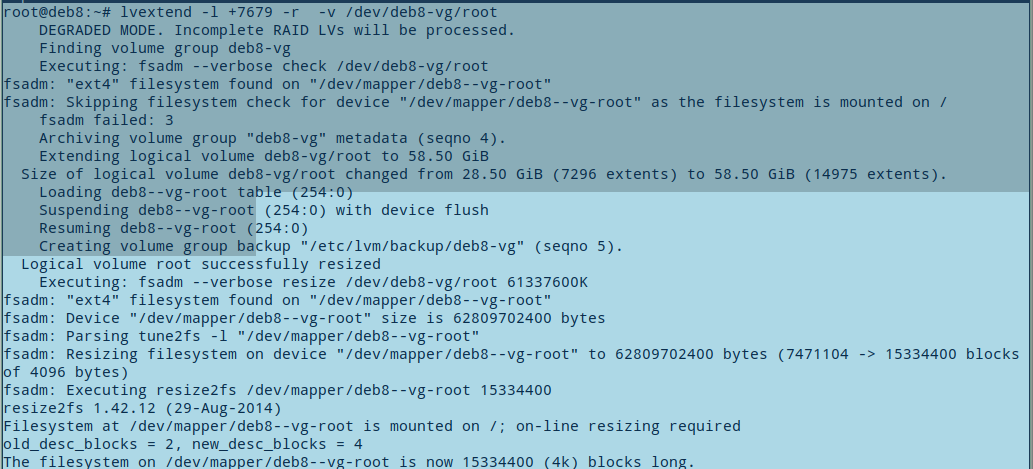 root@deb8:~# lvextend -l +7679 -r  -v /dev/deb8-vg/root
    DEGRADED MODE. Incomplete RAID LVs will be processed.
    Finding volume group deb8-vg
    Executing: fsadm --verbose check /dev/deb8-vg/root
fsadm: "ext4" filesystem found on "/dev/mapper/deb8--vg-root"
fsadm: Skipping filesystem check for device "/dev/mapper/deb8--vg-root" as the filesystem is mounted on /
    fsadm failed: 3
    Archiving volume group "deb8-vg" metadata (seqno 4).
    Extending logical volume deb8-vg/root to 58.50 GiB
  Size of logical volume deb8-vg/root changed from 28.50 GiB (7296 extents) to 58.50 GiB (14975 extents).
    Loading deb8--vg-root table (254:0)
    Suspending deb8--vg-root (254:0) with device flush
    Resuming deb8--vg-root (254:0)
    Creating volume group backup "/etc/lvm/backup/deb8-vg" (seqno 5).
  Logical volume root successfully resized
    Executing: fsadm --verbose resize /dev/deb8-vg/root 61337600K
fsadm: "ext4" filesystem found on "/dev/mapper/deb8--vg-root"
fsadm: Device "/dev/mapper/deb8--vg-root" size is 62809702400 bytes
fsadm: Parsing tune2fs -l "/dev/mapper/deb8--vg-root"
fsadm: Resizing filesystem on device "/dev/mapper/deb8--vg-root" to 62809702400 bytes (7471104 -> 15334400 blocks
of 4096 bytes)
fsadm: Executing resize2fs /dev/mapper/deb8--vg-root 15334400
resize2fs 1.42.12 (29-Aug-2014)
Filesystem at /dev/mapper/deb8--vg-root is mounted on /; on-line resizing required
old_desc_blocks = 2, new_desc_blocks = 4
The filesystem on /dev/mapper/deb8--vg-root is now 15334400 (4k) blocks long.